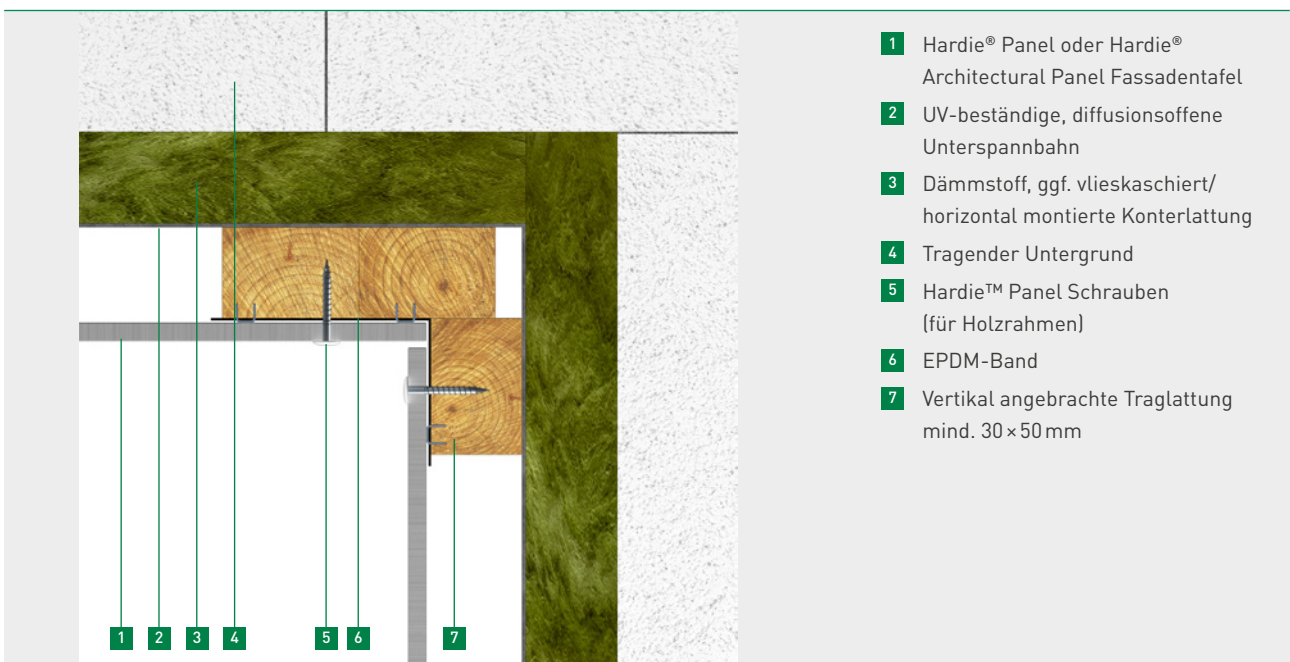 1 Hardie® Panel oder Hardie®
Architectural Panel Fassadentafel
2 UV-beständige, diffusionsoffene
Unterspannbahn
3 Dämmstoff, ggf. vlieskaschiert/
horizontal montierte Konterlattung
4 Tragender Untergrund
5 Hardie™ Panel Schrauben
(für Holzrahmen)
6 EPDM-Band
7 Vertikal angebrachte Traglattung
mind. 30 × 50 mm
1 2 3 4 5 6 7